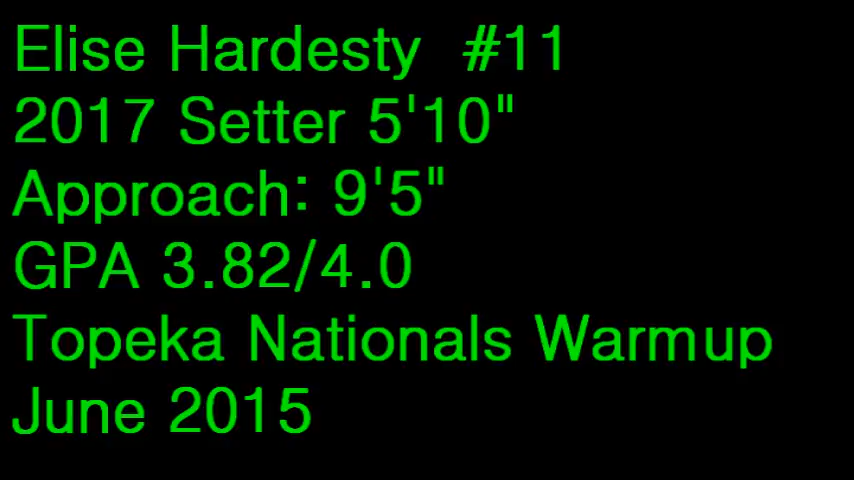 Elise Hardesty  #11
2017 Setter 5'10"
Approach: 9'5"
GPA 3.82/4.0
Topeka Nationals Warmup
June 2015